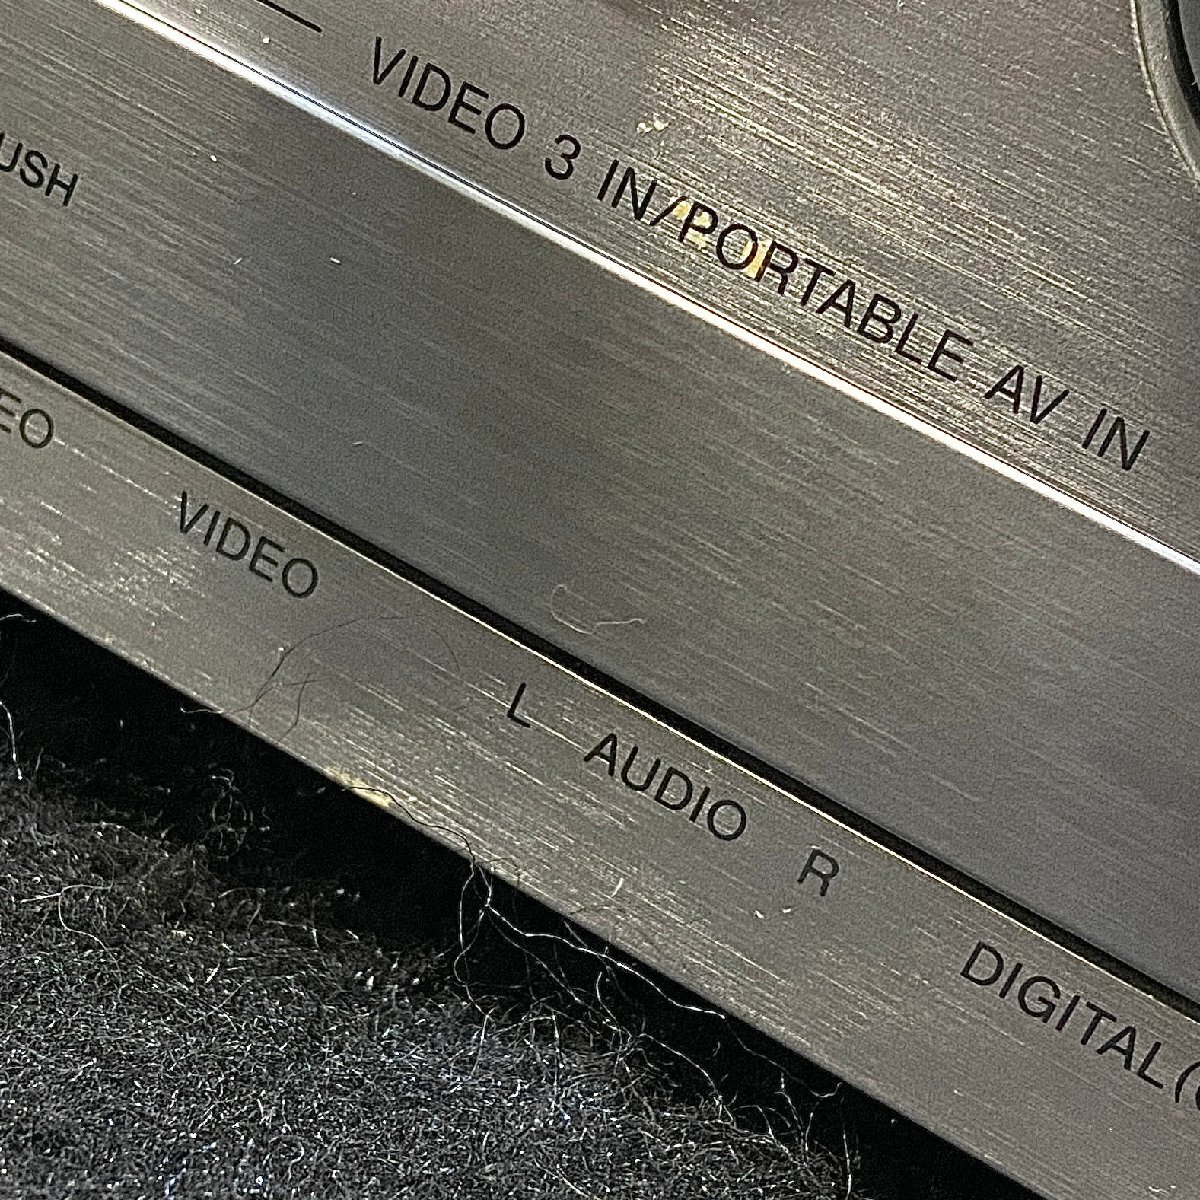 VIDEO 3 IN/PORTABLE AV IN
USH
EO
VIDEO
L AUDIO R
DIGITAL(